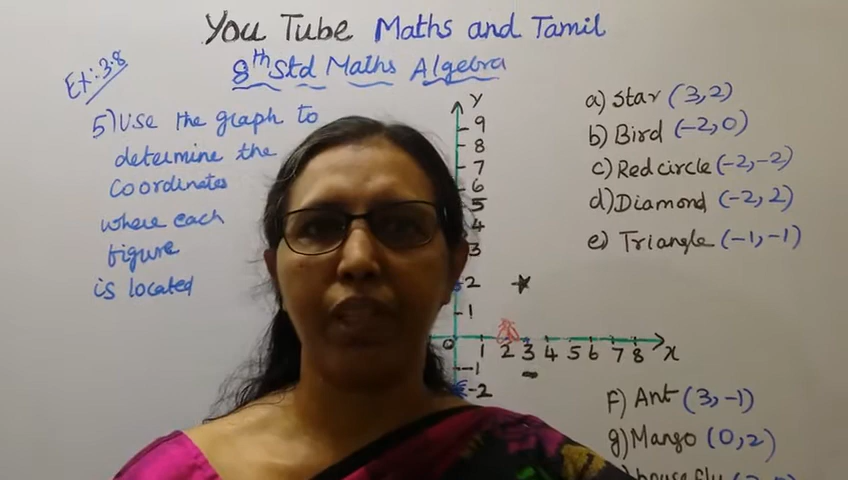 You Tube Maths and Tamil
8th Std Maths Algebra
Ex: 3.8
5) Use the graph to
determine the
Coordinates
where each
figure
is located
Y
9
8
7
6
5
4
3
2
1
0 1 2 3 4 5 6 7 8 X
-1
-2
a) Star (3,2)
b) Bird (-2,0)
c) Red circle (-2,-2)
d) Diamond (-2,2)
e) Triangle (-1,-1)
F) Ant (3,-1)
g) Mango (0,2)
housefly